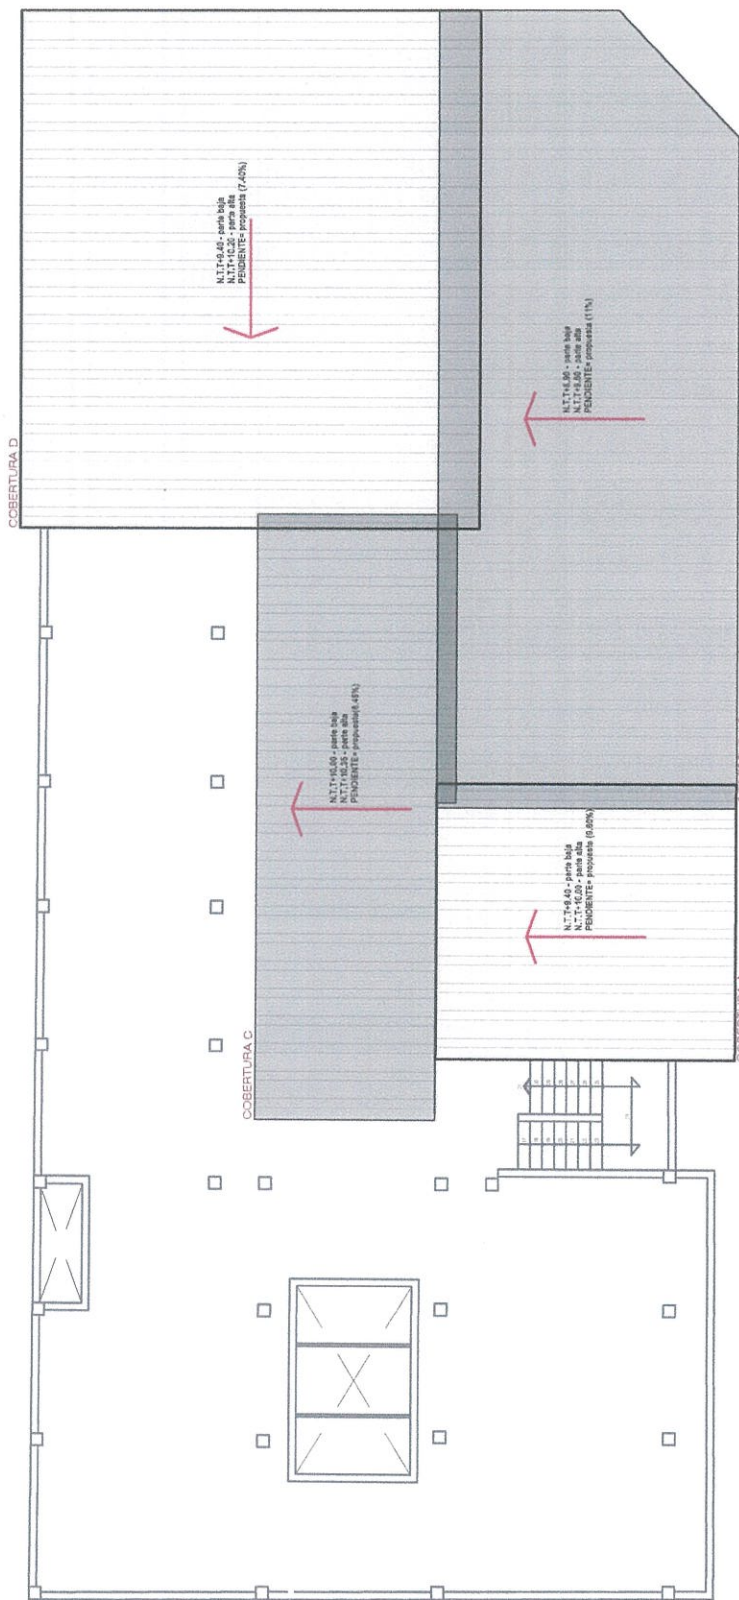 COBERTURA D
N.T.T+9.40 - parte baja
N.T.T+10.20 - parte alta
PENDIENTE= propuesta (7.40%)
N.T.T+8.90 - parte baja
N.T.T+9.80 - parte alta
PENDIENTE= propuesta (11%)
COBERTURA C
N.T.T+10.00 - parte baja
N.T.T+10.35 - parte alta
PENDIENTE= propuesta(6.45%)
N.T.T+9.40 - parte baja
N.T.T+10.00 - parte alta
PENDIENTE= propuesta (9.60%)